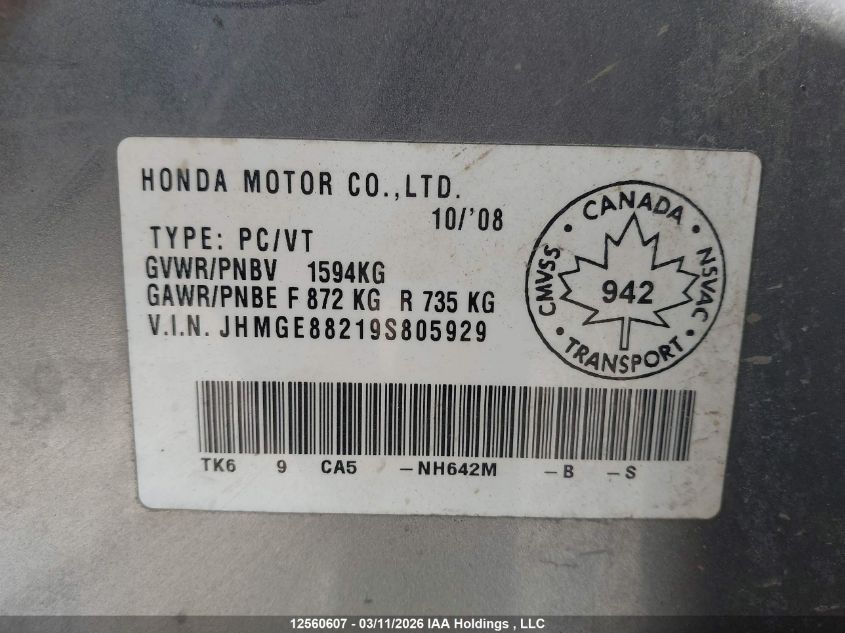 HONDA MOTOR CO.,LTD.
10/'08
TYPE: PC/VT
GVWR/PNBV 1594KG
GAWR/PNBE F 872 KG R 735 KG
V.I.N. JHMGE88219S805929
CANADA
CMVSS
942
NSVAC
TRANSPORT
TK6 9 CA5 -NH642M -B -S
12560607 - 03/11/2026 IAA Holdings , LLC